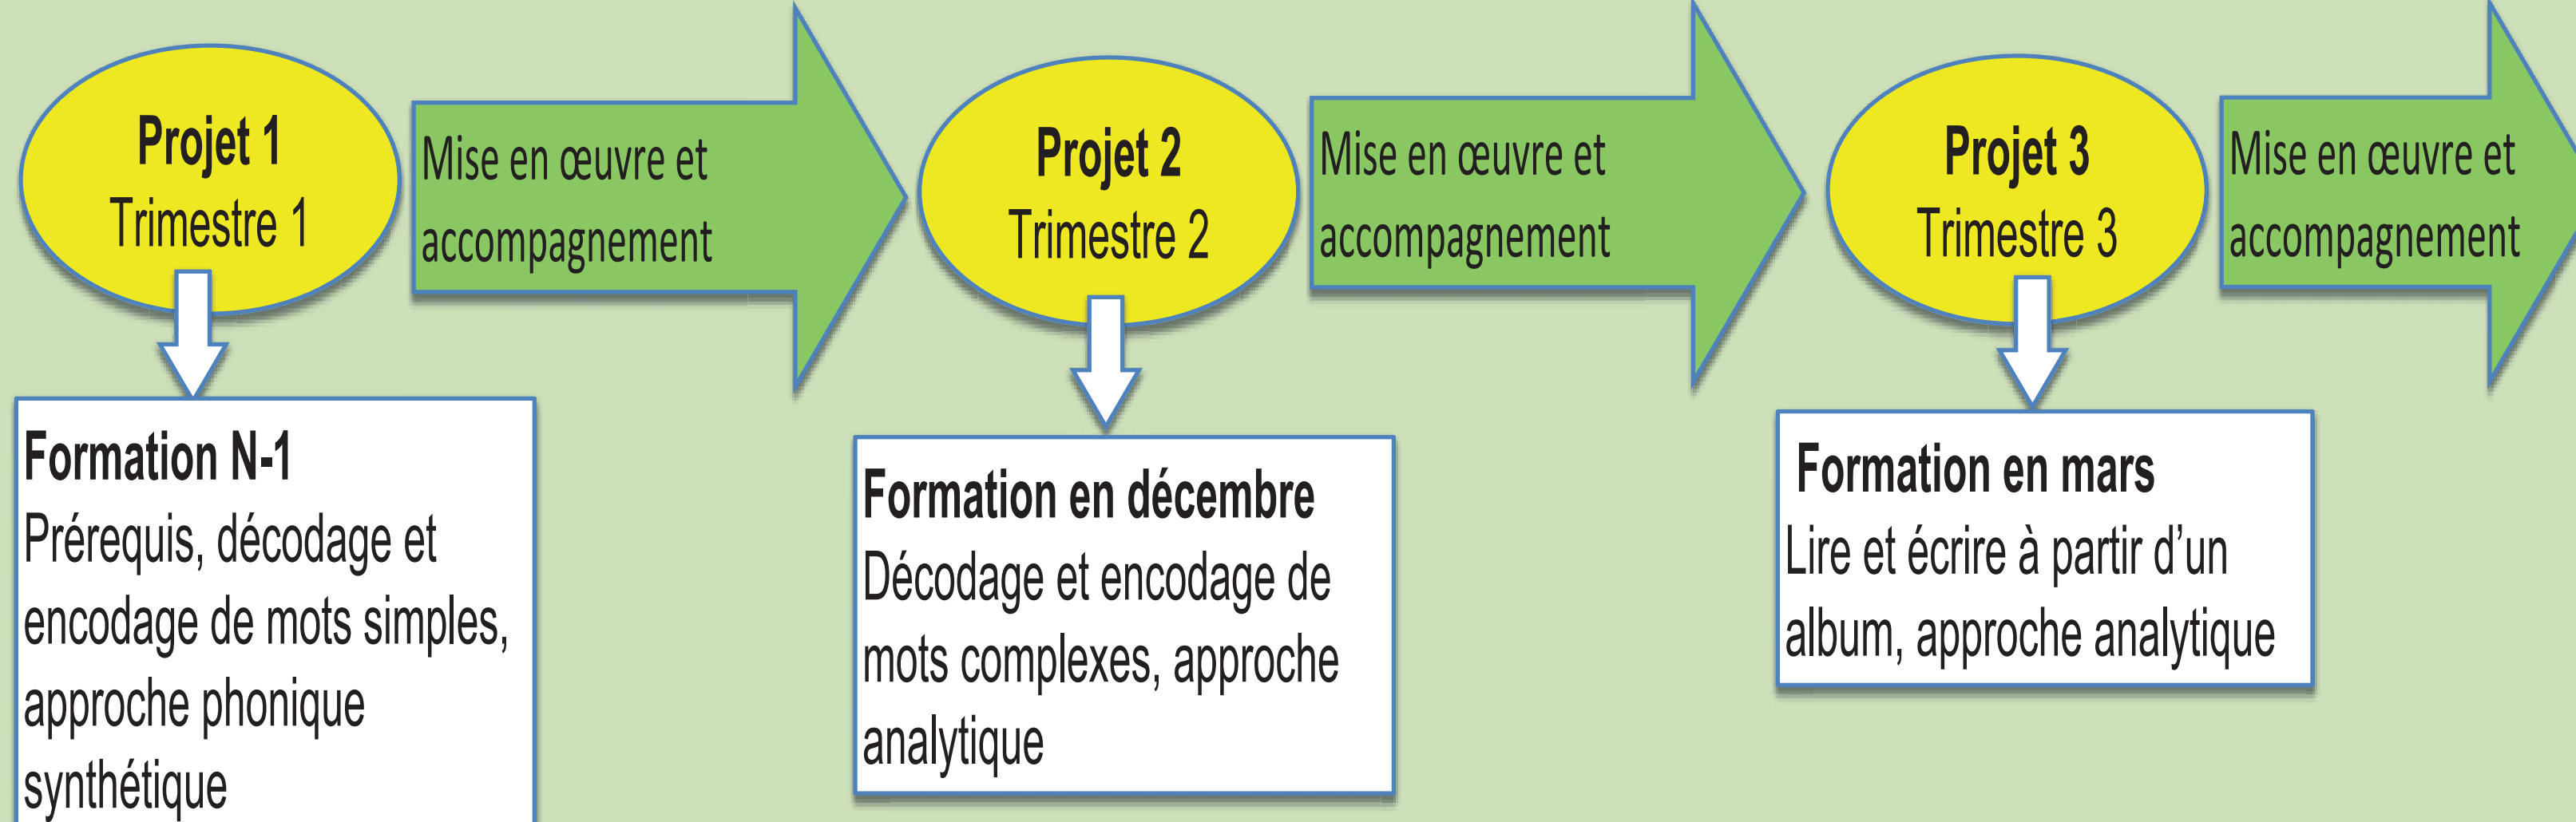 Projet 1
Trimestre 1
Mise en œuvre et
accompagnement
Projet 2
Trimestre 2
Mise en œuvre et
accompagnement
Projet 3
Trimestre 3
Mise en œuvre et
accompagnement
Formation N-1
Prérequis, décodage et
encodage de mots simples,
approche phonique
synthétique
Formation en décembre
Décodage et encodage de
mots complexes, approche
analytique
Formation en mars
Lire et écrire à partir d’un
album, approche analytique